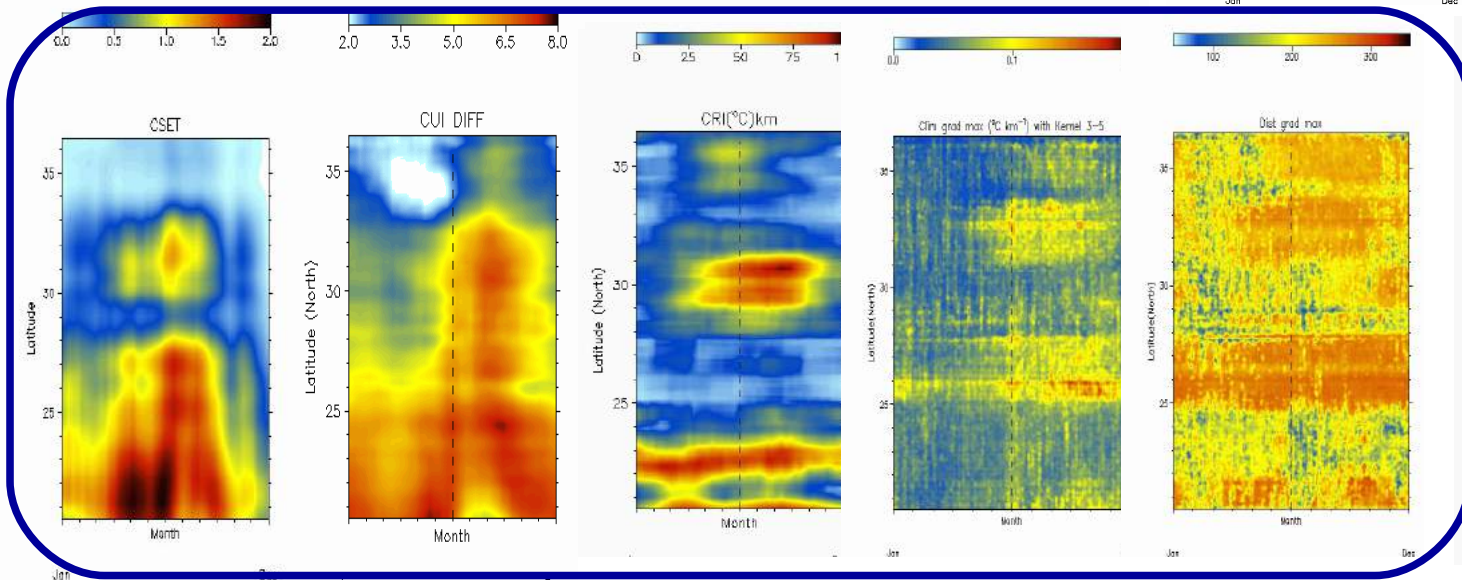 Jan Dec
0.0 0.5 1.0 1.5 2.0
2.0 3.5 5.0 6.5 8.0
0 25 50 75 1
0.0 0.1
100 200 300
CSET
35
30
25
Latitude
Month
Jan
CUI DIFF
35
30
25
Latitude (North)
Month
CRI(°C)km
35
30
25
Latitude (North)
Month
Clim grad max (°C km⁻¹) with Kernel 3-5
35
30
25
Latitude(North)
Month
Jan
Dist grad max
35
30
25
Latitude(North)
Month
Jan Dec